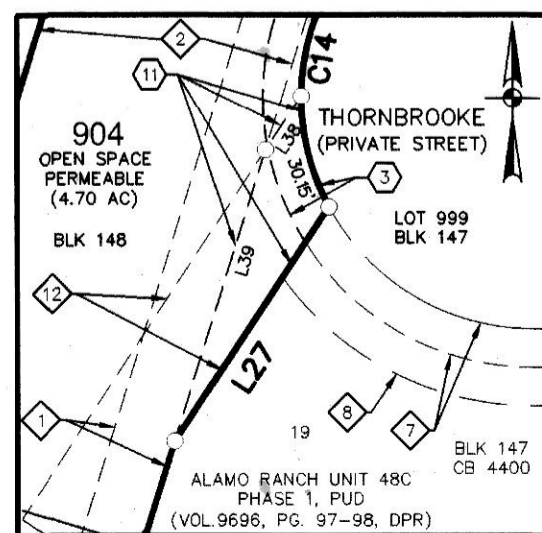 2
C14
11
THORNBROOKE
(PRIVATE STREET)
904
OPEN SPACE
PERMEABLE
(4.70 AC)
L38
30.15'
3
LOT 999
BLK 147
BLK 148
L39
12
L27
1
19
8
7
BLK 147
CB 4400
ALAMO RANCH UNIT 48C
PHASE 1, PUD
(VOL.9696, PG. 97-98, DPR)